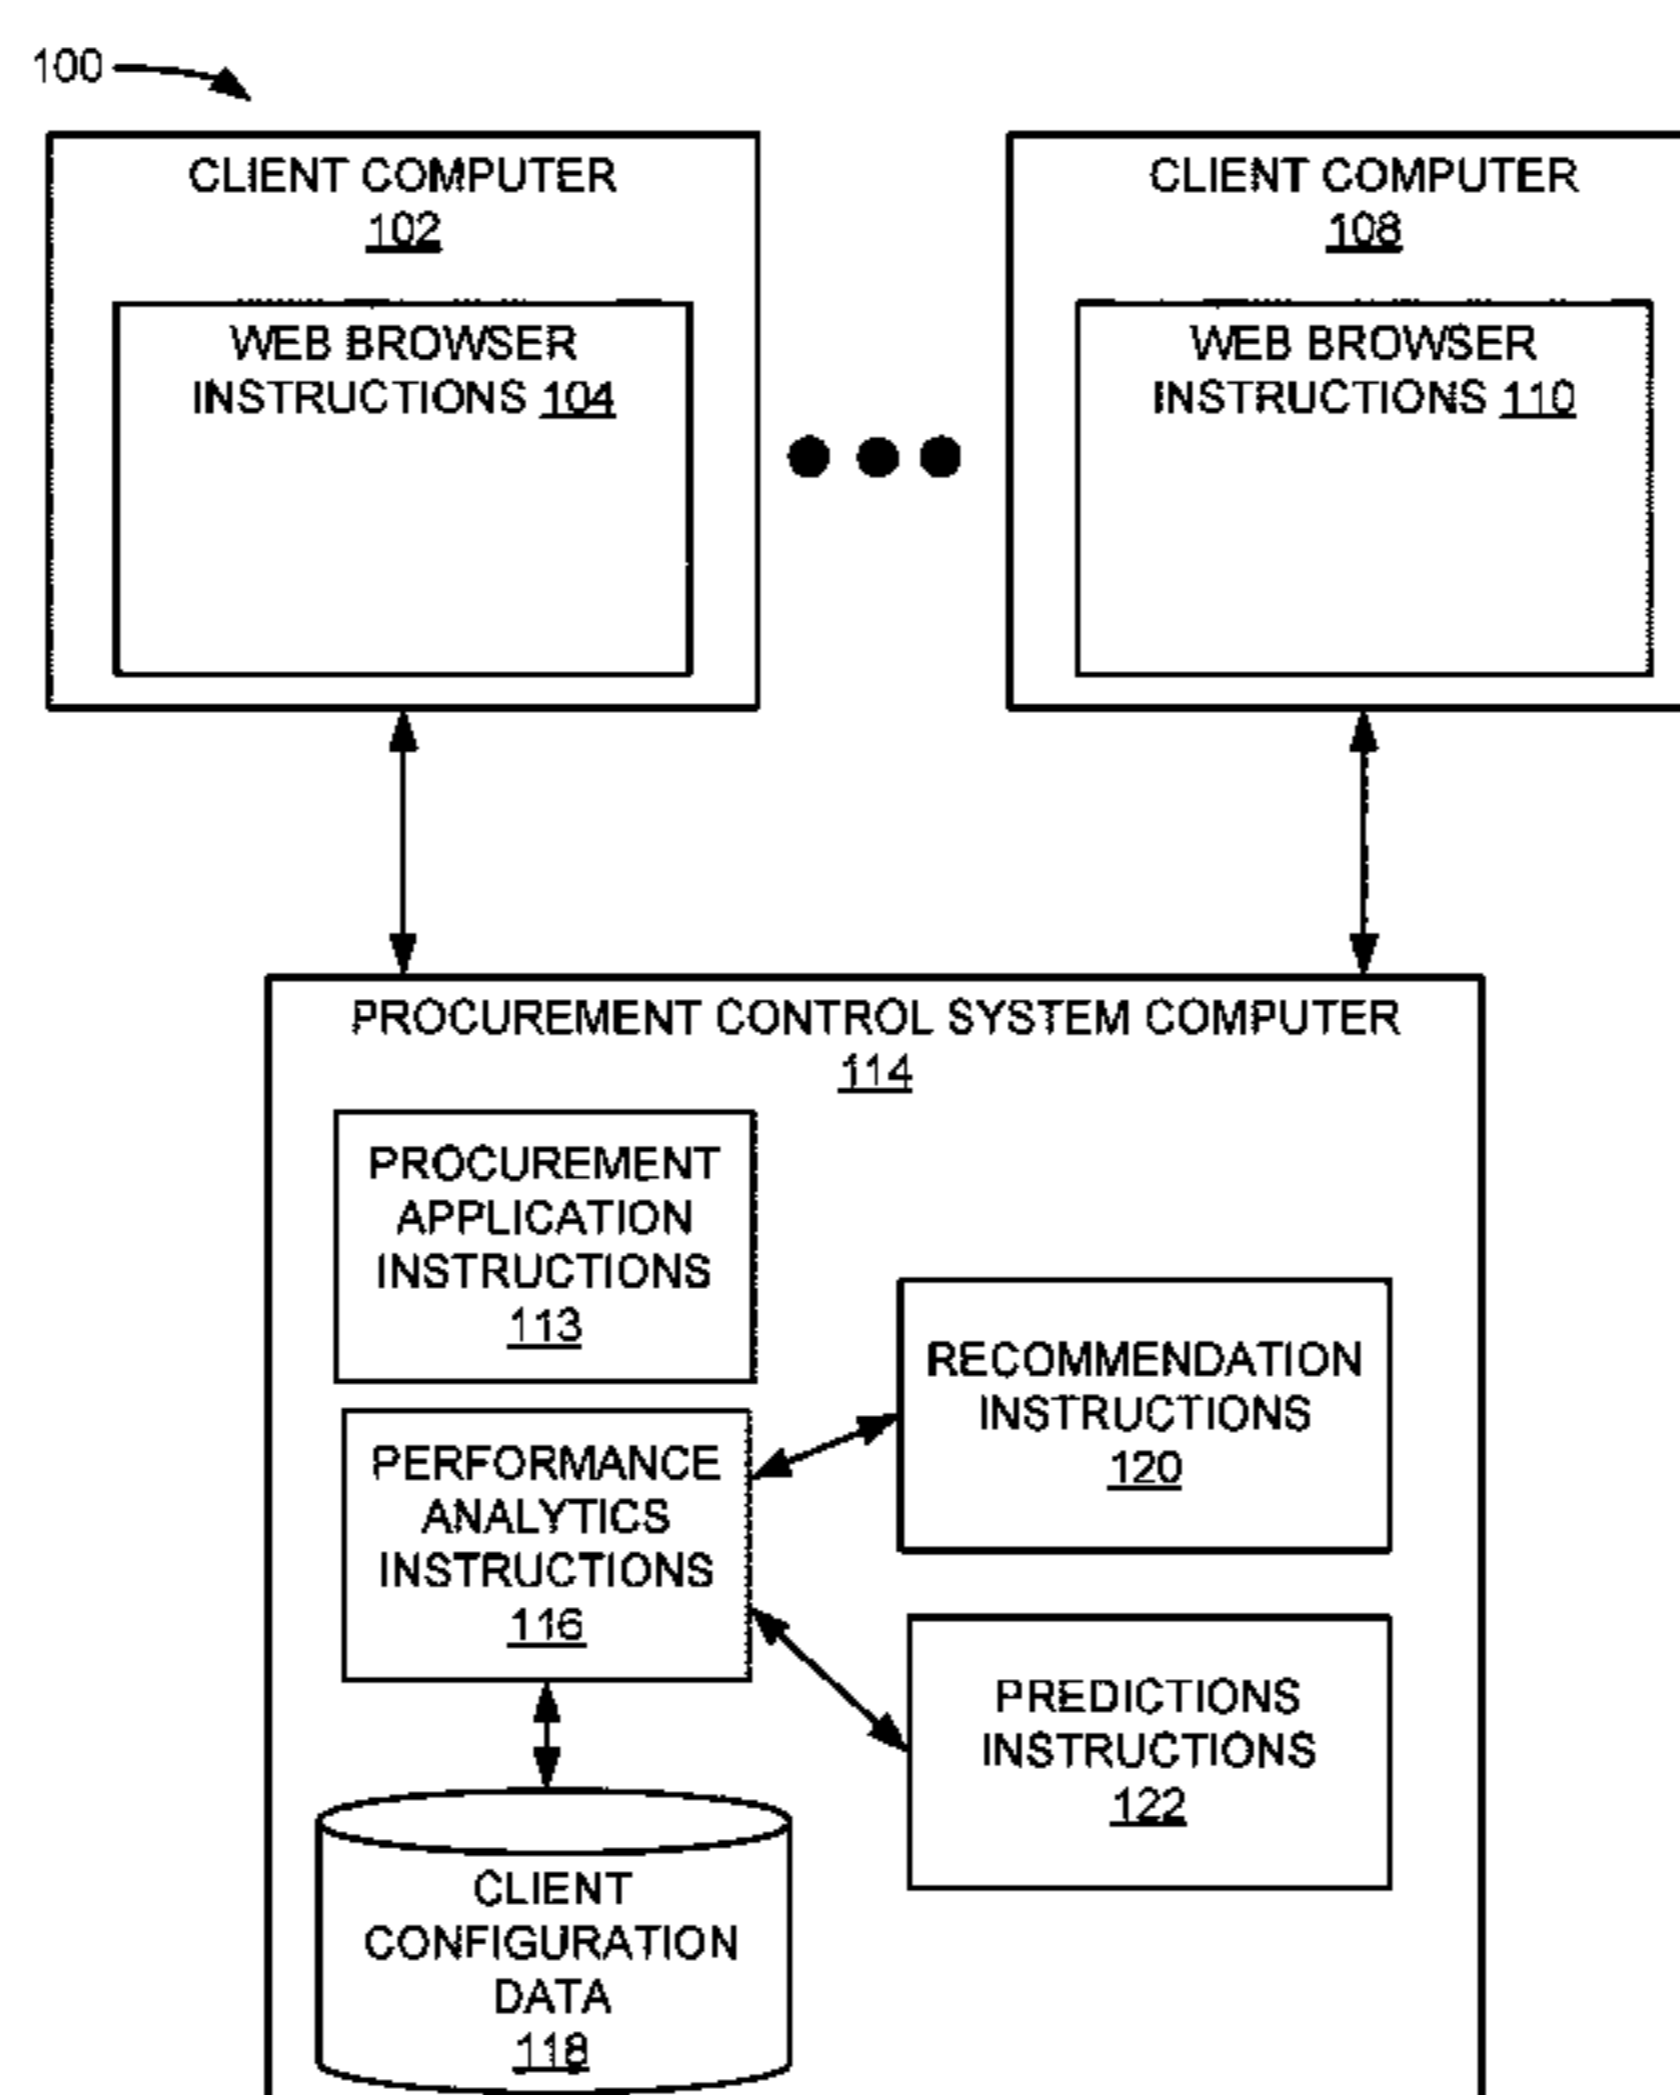 100
CLIENT COMPUTER
102
WEB BROWSER
INSTRUCTIONS 104
CLIENT COMPUTER
108
WEB BROWSER
INSTRUCTIONS 110
PROCUREMENT CONTROL SYSTEM COMPUTER
114
PROCUREMENT
APPLICATION
INSTRUCTIONS
113
PERFORMANCE
ANALYTICS
INSTRUCTIONS
116
RECOMMENDATION
INSTRUCTIONS
120
PREDICTIONS
INSTRUCTIONS
122
CLIENT
CONFIGURATION
DATA
118